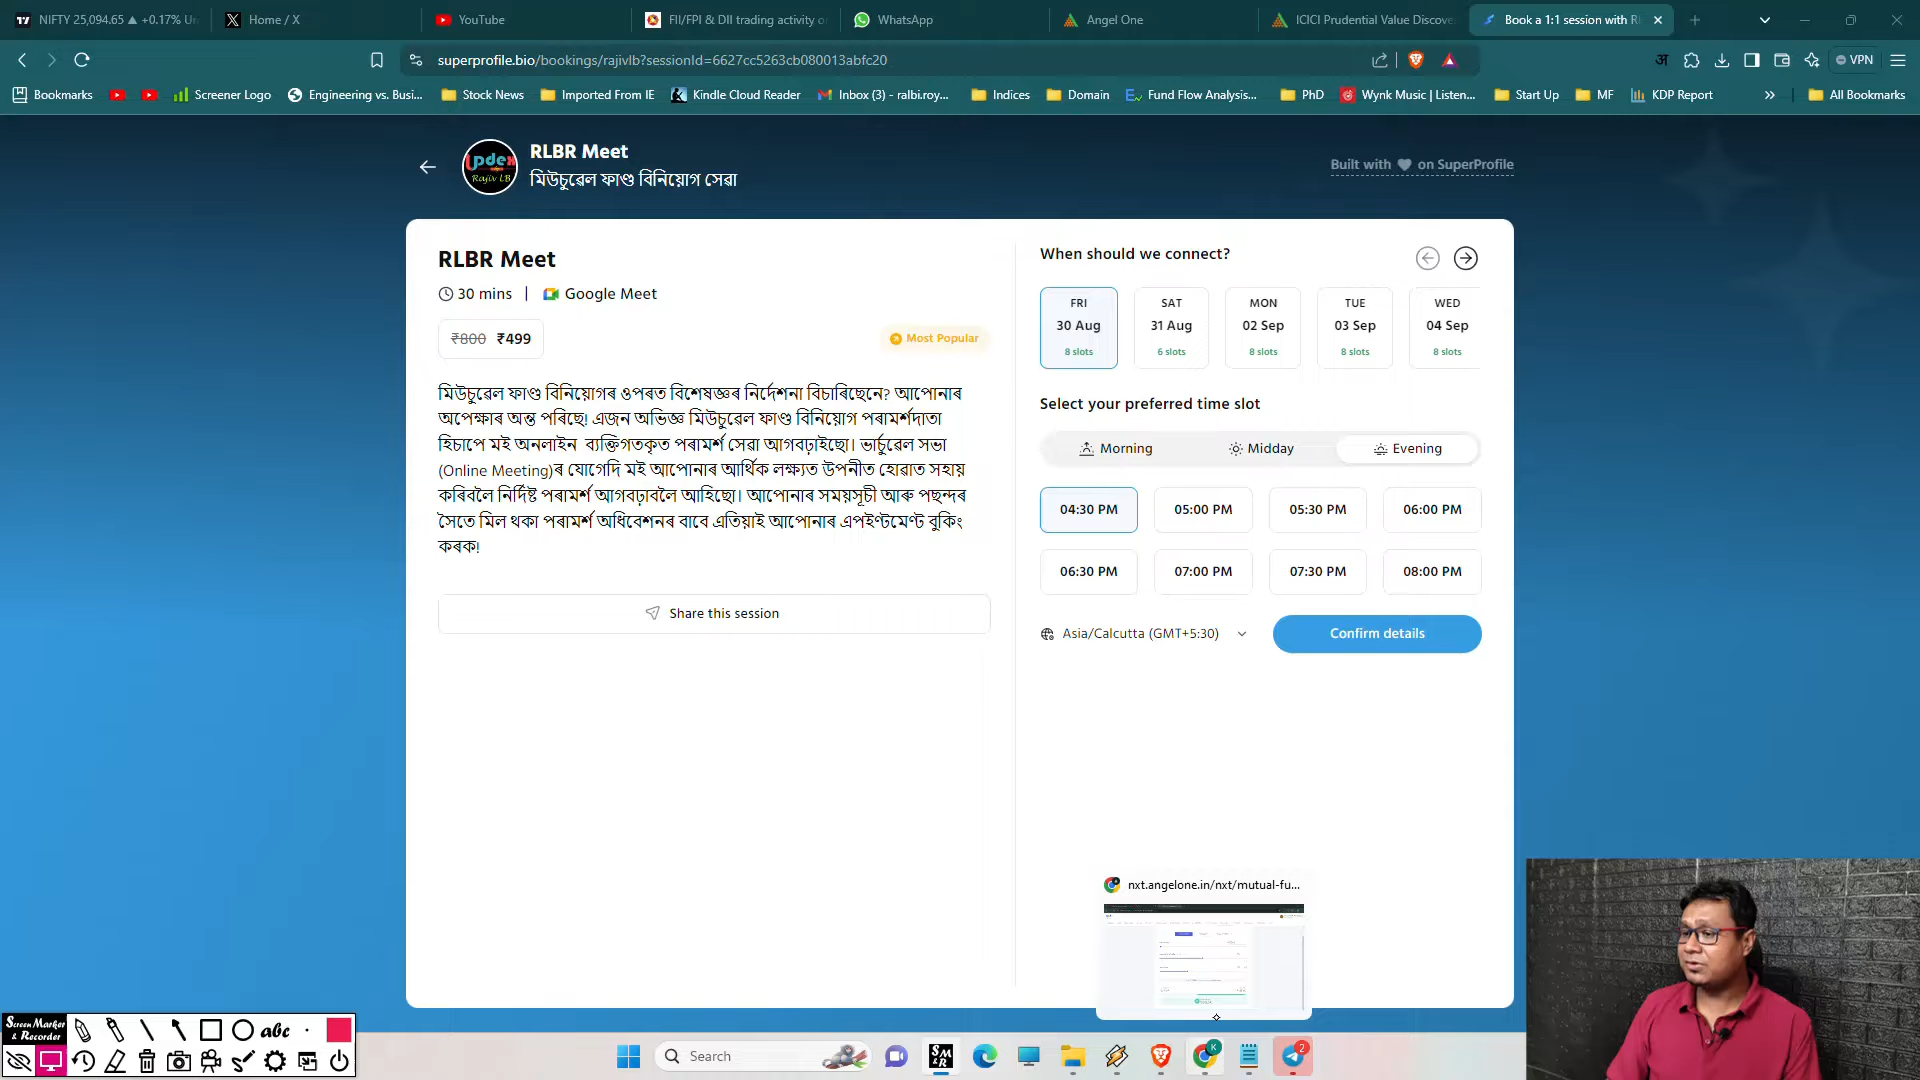 NIFTY 25,094.65 ▲ +0.17% Un
Home / X
YouTube
FII/FPI & DII trading activity o
WhatsApp
Angel One
ICICI Prudential Value Discove
Book a 1:1 session with R
superprofile.bio/bookings/rajivlb?sessionId=6627cc5263cb080013abfc20
VPN
Bookmarks
Screener Logo
Engineering vs. Busi...
Stock News
Imported From IE
Kindle Cloud Reader
Inbox (3) - ralbi.roy...
Indices
Domain
Fund Flow Analysis...
PhD
Wynk Music | Listen...
Start Up
MF
KDP Report
All Bookmarks
Updex
Rajiv LB
RLBR Meet
মিউচুৱেল ফাণ্ড বিনিয়োগ সেৱা
Built with ♥ on SuperProfile
RLBR Meet
30 mins | Google Meet
₹800 ₹499
Most Popular
মিউচুৱেল ফাণ্ড বিনিয়োগৰ ওপৰত বিশেষজ্ঞৰ নিৰ্দেশনা বিচাৰিছেনে? আপোনাৰ
অপেক্ষাৰ অন্ত পৰিছে! এজন অভিজ্ঞ মিউচুৱেল ফাণ্ড বিনিয়োগ পৰামৰ্শদাতা
হিচাপে মই অনলাইন ব্যক্তিগতকৃত পৰামৰ্শ সেৱা আগবঢ়াইছো। ভাৰ্চুৱেল সভা
(Online Meeting)ৰ যোগেদি মই আপোনাৰ আৰ্থিক লক্ষ্যত উপনীত হোৱাত সহায়
কৰিবলৈ নিৰ্দিষ্ট পৰামৰ্শ আগবঢ়াবলৈ আহিছো। আপোনাৰ সময়সূচী আৰু পছন্দৰ
সৈতে মিল থকা পৰামৰ্শ অধিবেশনৰ বাবে এতিয়াই আপোনাৰ এপইণ্টমেণ্ট বুকিং
কৰক!
Share this session
When should we connect?
FRI
30 Aug
8 slots
SAT
31 Aug
6 slots
MON
02 Sep
8 slots
TUE
03 Sep
8 slots
WED
04 Sep
8 slots
Select your preferred time slot
Morning
Midday
Evening
04:30 PM
05:00 PM
05:30 PM
06:00 PM
06:30 PM
07:00 PM
07:30 PM
08:00 PM
Asia/Calcutta (GMT+5:30)
Confirm details
nxt.angelone.in/nxt/mutual-fu...
Screen Marker
& Recorder
abc
Search
SM
&R
K
2